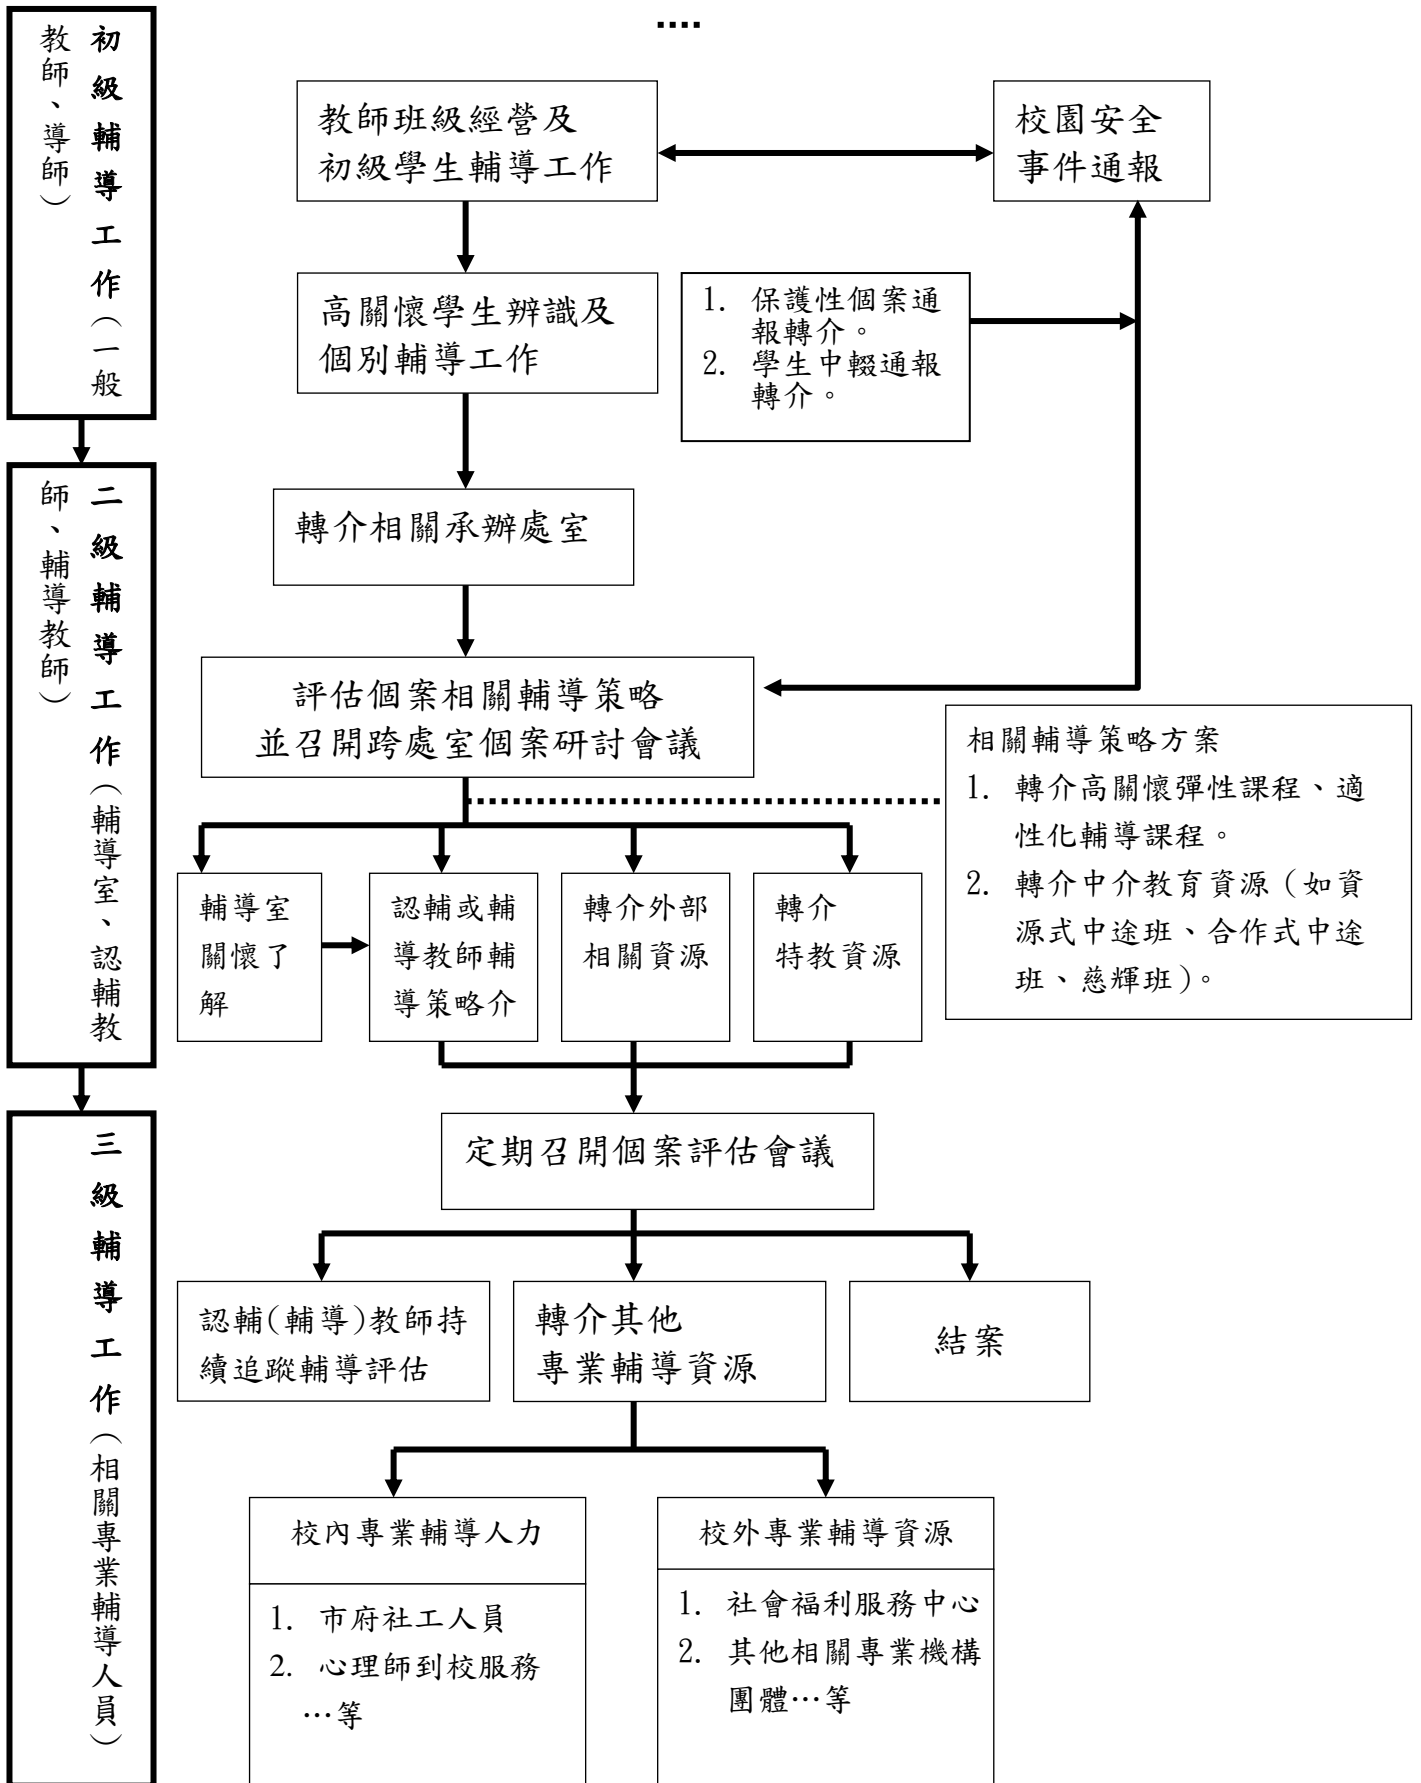 初級輔導工作（一般
教師、導師）
教師班級經營及
初級學生輔導工作
校園安全
事件通報
高關懷學生辨識及
個別輔導工作
1. 保護性個案通
報轉介。
2. 學生中輟通報
轉介。
二級輔導工作（輔導室、認輔教
師、輔導教師）
轉介相關承辦處室
評估個案相關輔導策略
並召開跨處室個案研討會議
相關輔導策略方案
1. 轉介高關懷彈性課程、適
性化輔導課程。
2. 轉介中介教育資源（如資
源式中途班、合作式中途
班、慈輝班）。
輔導室
關懷了
解
認輔或輔
導教師輔
導策略介
轉介外部
相關資源
轉介
特教資源
三級輔導工作（相關專業輔導人員）
定期召開個案評估會議
認輔(輔導)教師持
續追蹤輔導評估
轉介其他
專業輔導資源
結案
校內專業輔導人力
1. 市府社工人員
2. 心理師到校服務
…等
校外專業輔導資源
1. 社會福利服務中心
2. 其他相關專業機構
團體…等